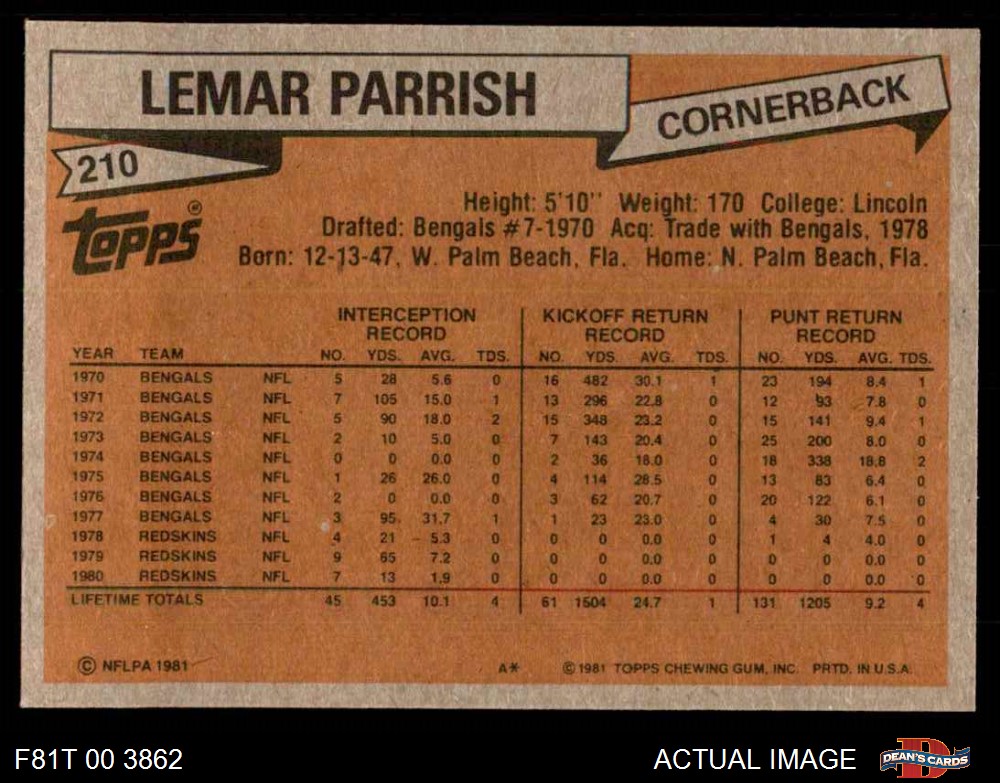 LEMAR PARRISH
CORNERBACK
210
Topps®
Height: 5'10'' Weight: 170 College: Lincoln
Drafted: Bengals #7-1970 Acq: Trade with Bengals, 1978
Born: 12-13-47, W. Palm Beach, Fla. Home: N. Palm Beach, Fla.
INTERCEPTION RECORD KICKOFF RETURN RECORD PUNT RETURN RECORD
YEAR TEAM NO. YDS. AVG. TDS. NO. YDS. AVG. TDS. NO. YDS. AVG. TDS.
1970 BENGALS NFL 5 28 5.6 0 16 482 30.1 1 23 194 8.4 1
1971 BENGALS NFL 7 105 15.0 1 13 296 22.8 0 12 93 7.8 0
1972 BENGALS NFL 5 90 18.0 2 15 348 23.2 0 15 141 9.4 1
1973 BENGALS NFL 2 10 5.0 0 7 143 20.4 0 25 200 8.0 0
1974 BENGALS NFL 0 0 0.0 0 2 36 18.0 0 18 338 18.8 2
1975 BENGALS NFL 1 26 26.0 0 4 114 28.5 0 13 83 6.4 0
1976 BENGALS NFL 2 0 0.0 0 3 62 20.7 0 20 122 6.1 0
1977 BENGALS NFL 3 95 31.7 1 1 23 23.0 0 4 30 7.5 0
1978 REDSKINS NFL 4 21 5.3 0 0 0 0.0 0 1 4 4.0 0
1979 REDSKINS NFL 9 65 7.2 0 0 0 0.0 0 0 0 0.0 0
1980 REDSKINS NFL 7 13 1.9 0 0 0 0.0 0 0 0 0.0 0
LIFETIME TOTALS 45 453 10.1 4 61 1504 24.7 1 131 1205 9.2 4
© NFLPA 1981 A* © 1981 TOPPS CHEWING GUM, INC. PRTD. IN U.S.A.
F81T 00 3862 ACTUAL IMAGE DEAN'S CARDS